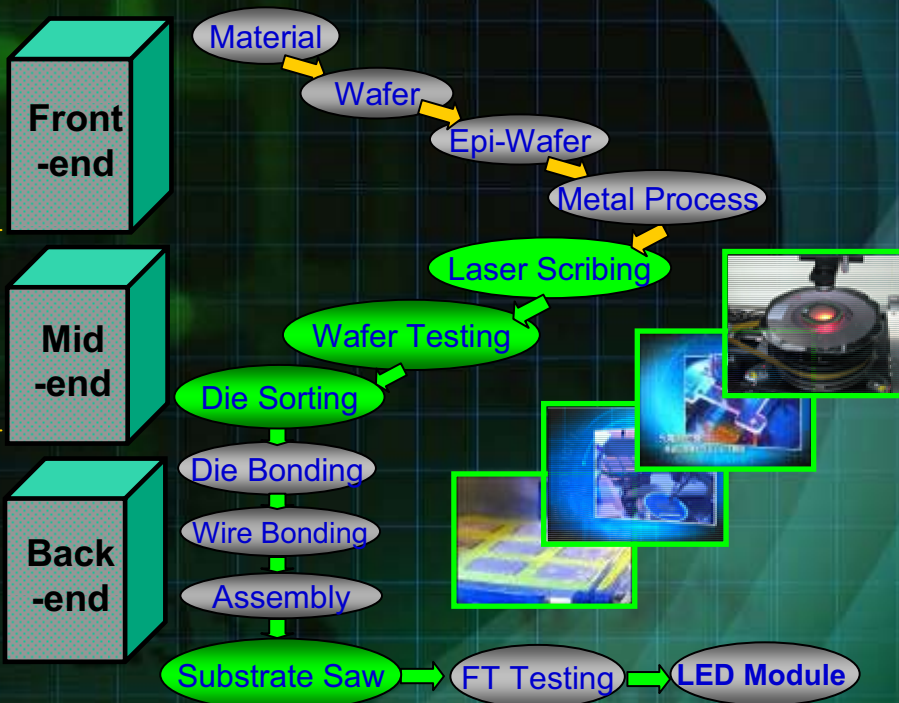 Material
Wafer
Front
-end
Epi-Wafer
Metal Process
Laser Scribing
Mid
-end
Wafer Testing
Die Sorting
Die Bonding
Wire Bonding
Back
-end
Assembly
Substrate Saw
FT Testing
LED Module